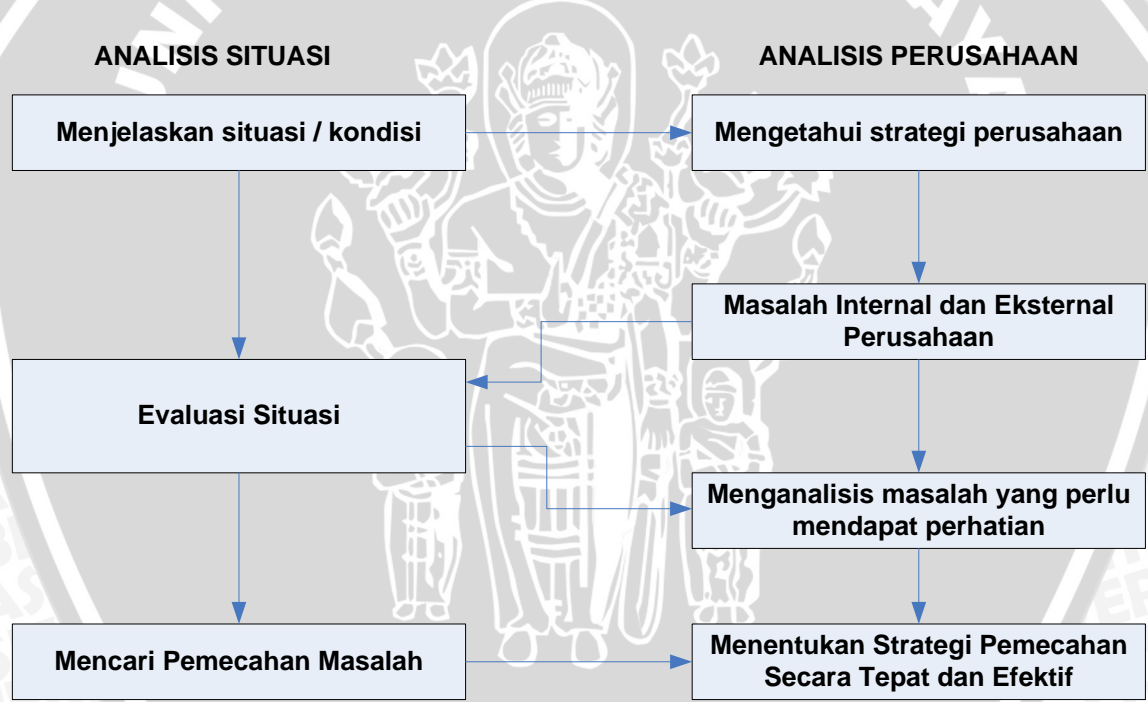 ANALISIS SITUASI
ANALISIS PERUSAHAAN
Menjelaskan situasi / kondisi
Mengetahui strategi perusahaan
Masalah Internal dan Eksternal
Perusahaan
Evaluasi Situasi
Menganalisis masalah yang perlu
mendapat perhatian
Mencari Pemecahan Masalah
Menentukan Strategi Pemecahan
Secara Tepat dan Efektif